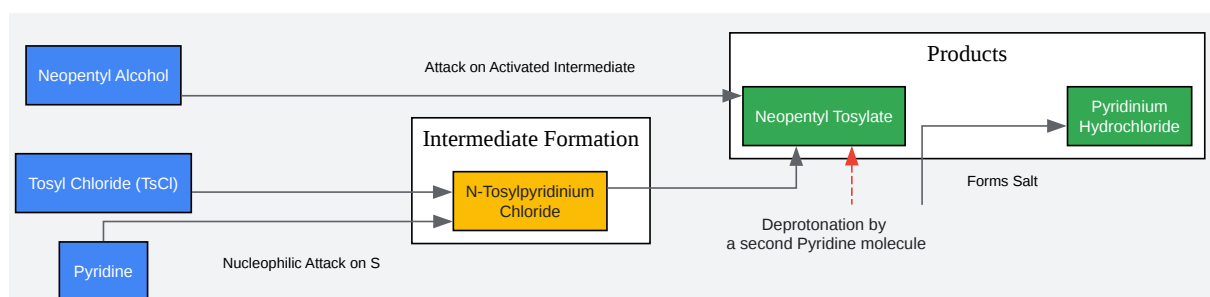 Products
Neopentyl Alcohol
Attack on Activated Intermediate
Neopentyl Tosylate
Pyridinium
Hydrochloride
Intermediate Formation
Tosyl Chloride (TsCl)
N-Tosylpyridinium
Chloride
Forms Salt
Deprotonation by
a second Pyridine molecule
Pyridine
Nucleophilic Attack on S